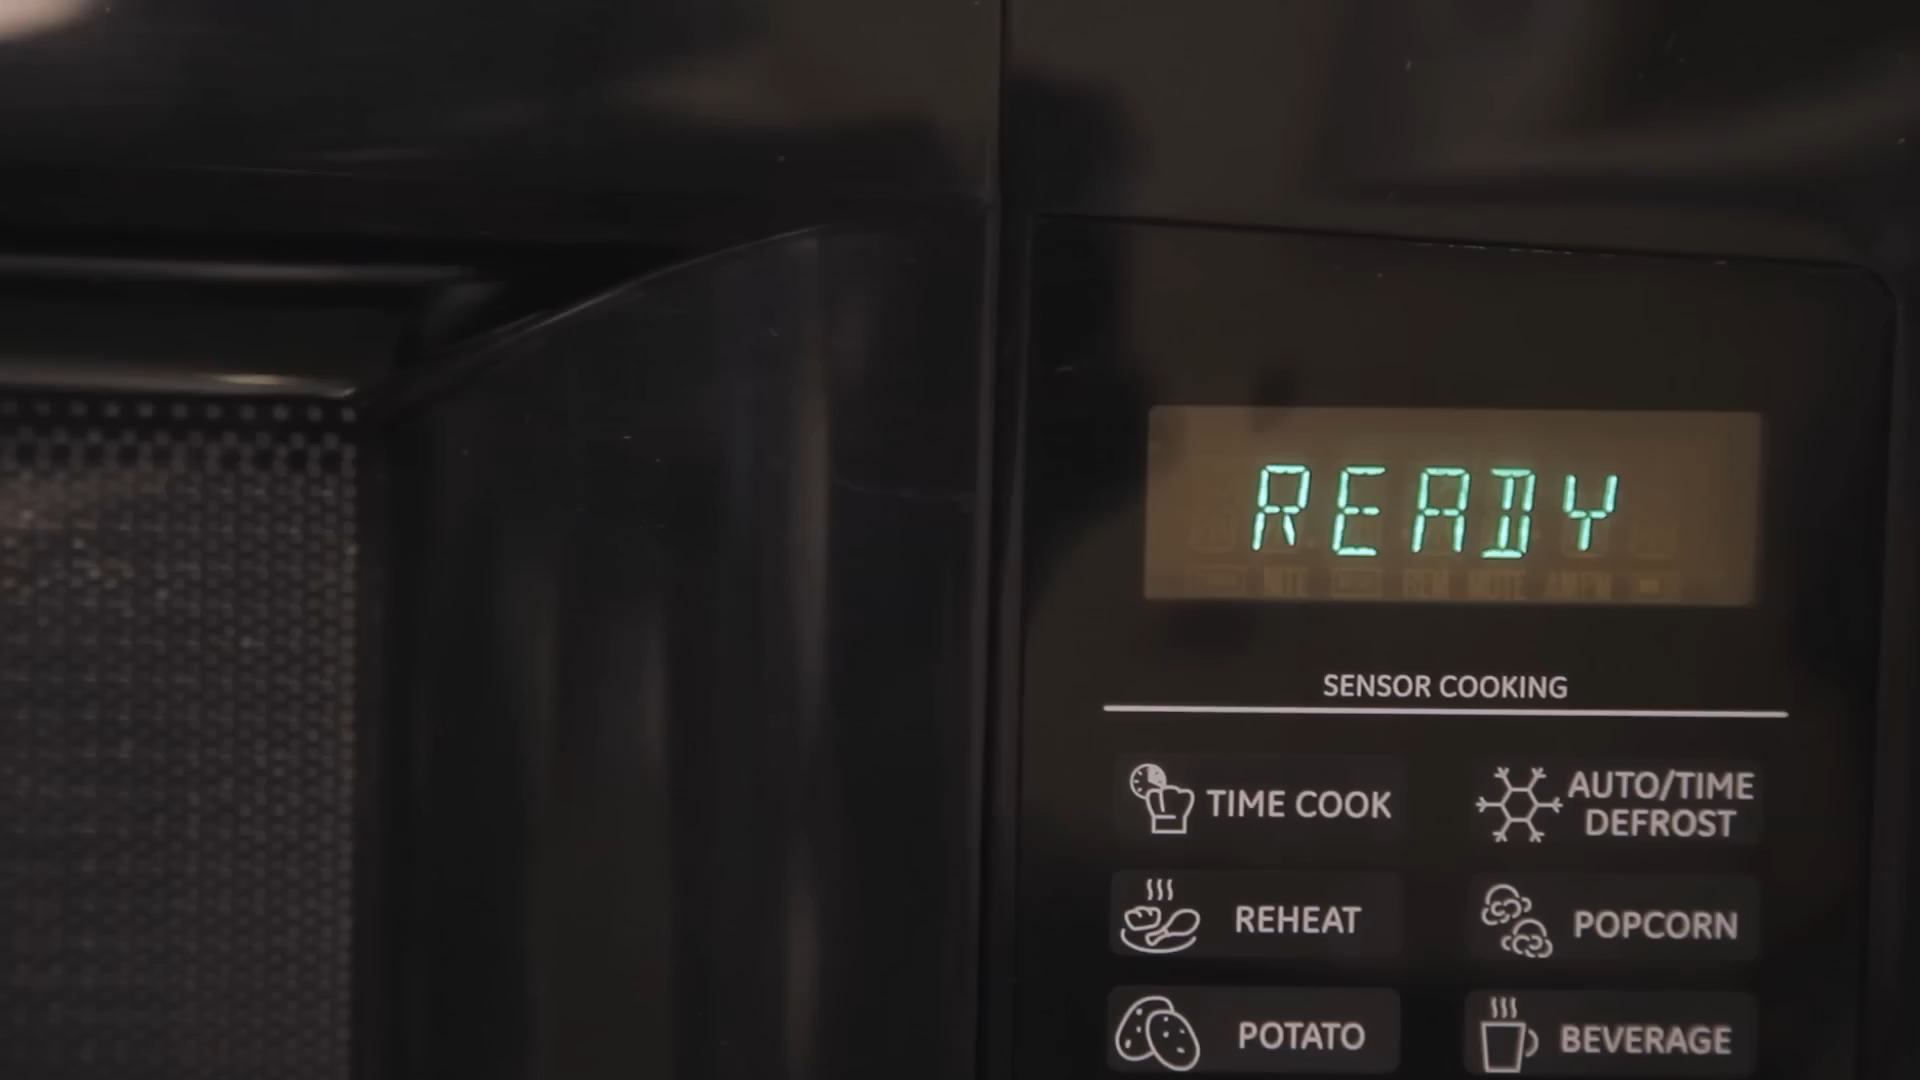 READY
SENSOR COOKING
TIME COOK
AUTO/TIME
DEFROST
REHEAT
POPCORN
POTATO
BEVERAGE